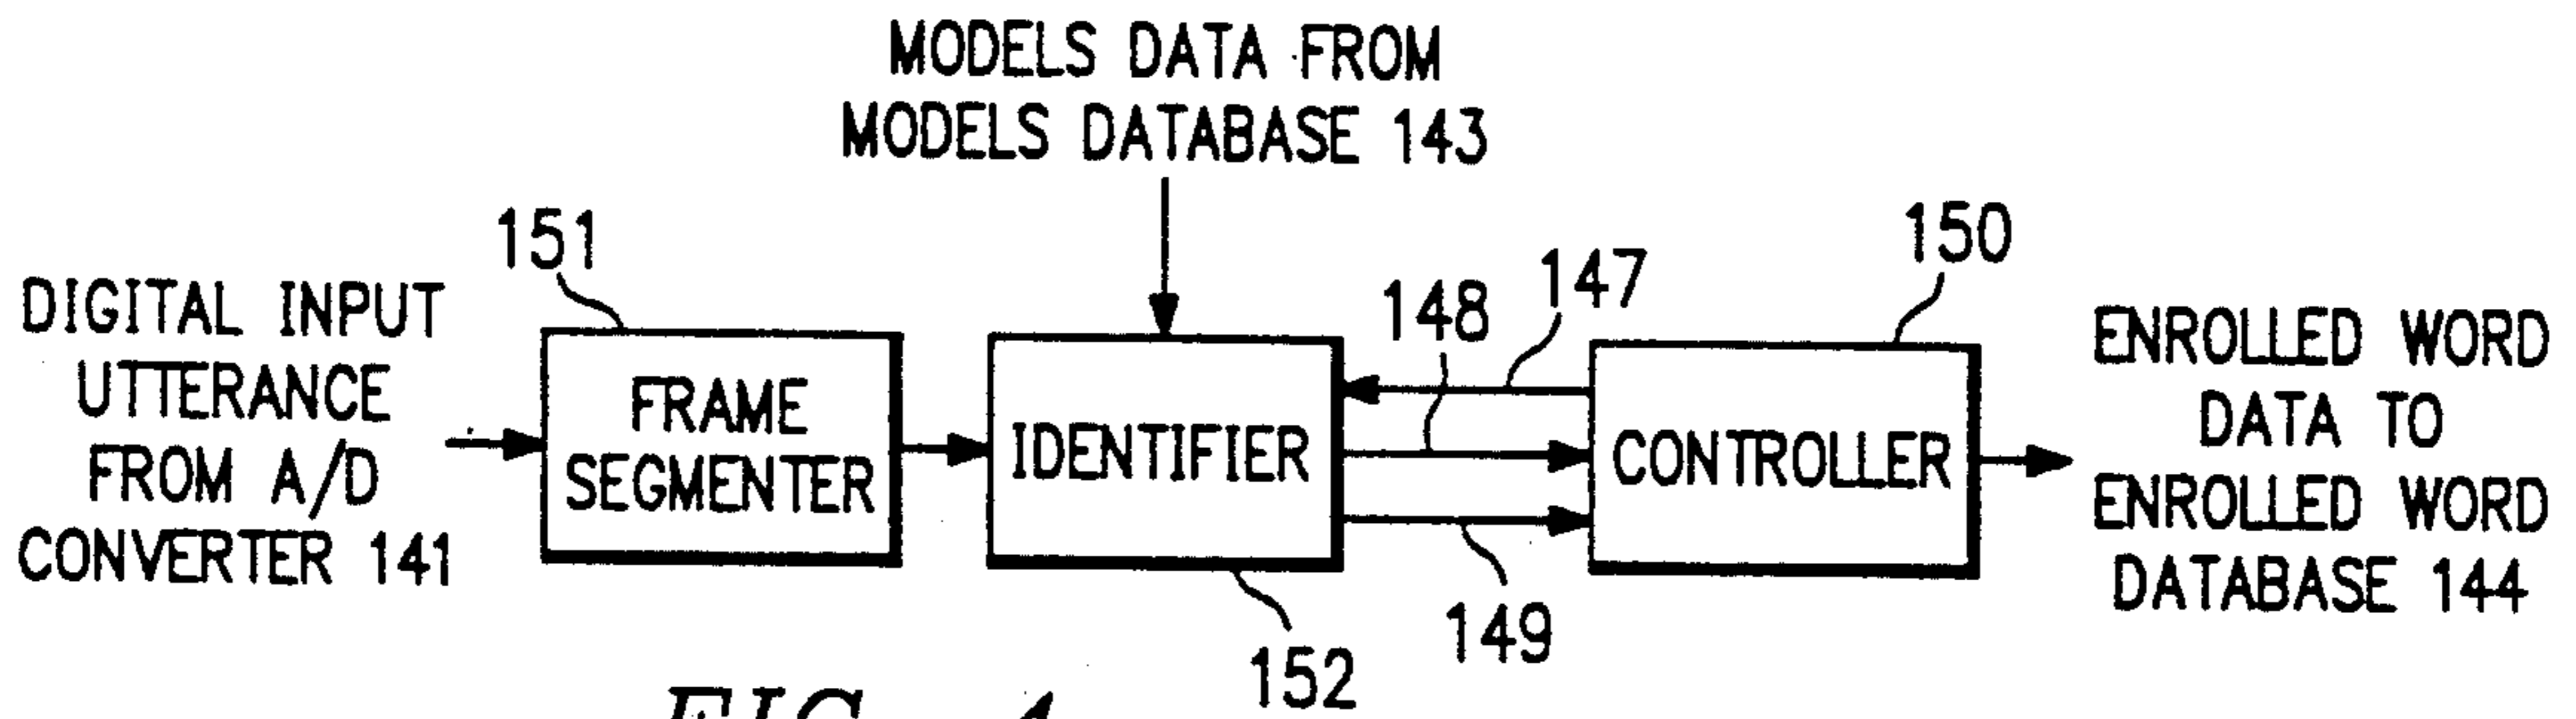 MODELS DATA FROM
MODELS DATABASE 143
151
DIGITAL INPUT
UTTERANCE
FROM A/D
CONVERTER 141
FRAME
SEGMENTER
IDENTIFIER
152
148
147
149
150
CONTROLLER
ENROLLED WORD
DATA TO
ENROLLED WORD
DATABASE 144
FIG.